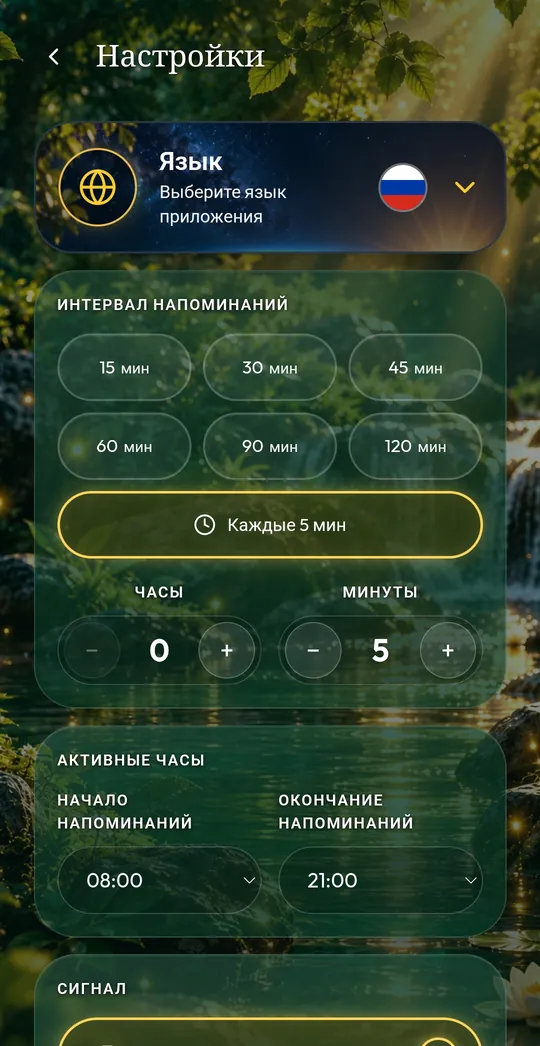 Настройки
Язык
Выберите язык
приложения
ИНТЕРВАЛ НАПОМИНАНИЙ
15 мин
30 мин
45 мин
60 мин
90 мин
120 мин
Каждые 5 мин
ЧАСЫ
МИНУТЫ
− 0 +
− 5 +
АКТИВНЫЕ ЧАСЫ
НАЧАЛО
НАПОМИНАНИЙ
ОКОНЧАНИЕ
НАПОМИНАНИЙ
08:00
21:00
СИГНАЛ